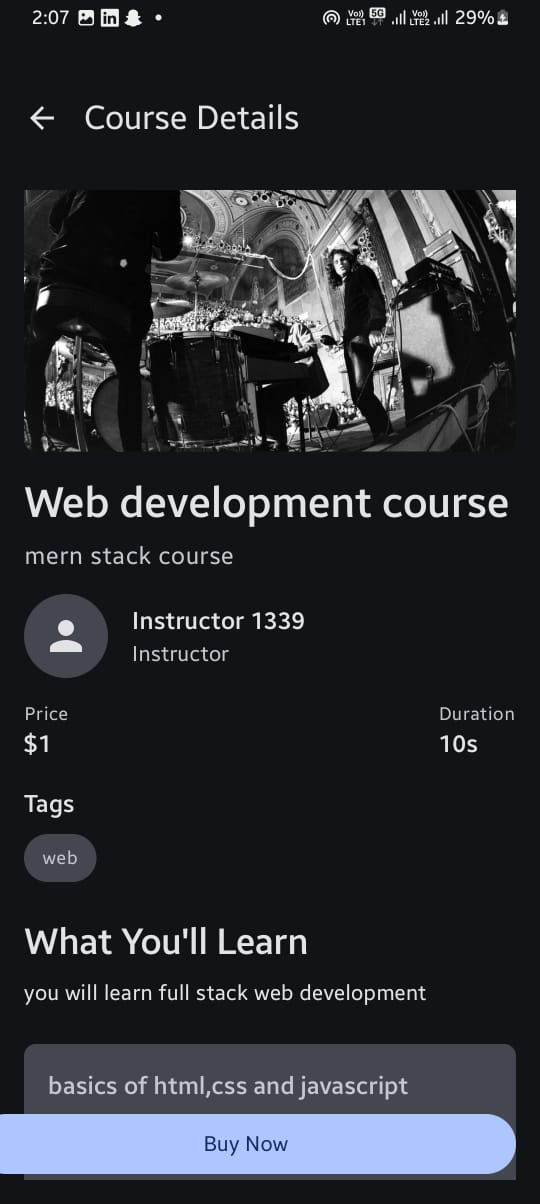 2:07 in Vo)) LTE1 5G Vo)) LTE2 29%
Course Details
Web development course
mern stack course
Instructor 1339
Instructor
Price Duration
$1 10s
Tags
web
What You'll Learn
you will learn full stack web development
basics of html,css and javascript
Buy Now